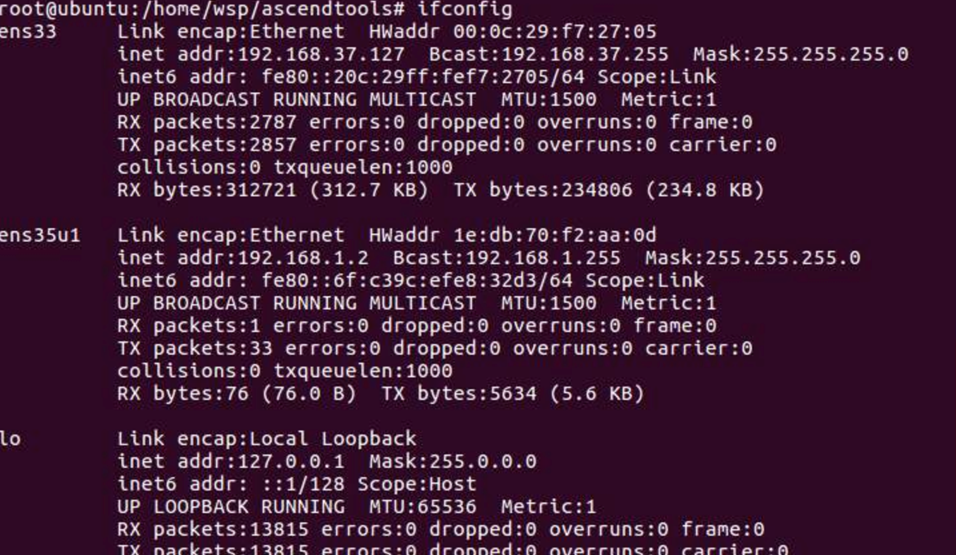 root@ubuntu:/home/wsp/ascendtools# ifconfig
ens33     Link encap:Ethernet  HWaddr 00:0c:29:f7:27:05
          inet addr:192.168.37.127  Bcast:192.168.37.255  Mask:255.255.255.0
          inet6 addr: fe80::20c:29ff:fef7:2705/64 Scope:Link
          UP BROADCAST RUNNING MULTICAST  MTU:1500  Metric:1
          RX packets:2787 errors:0 dropped:0 overruns:0 frame:0
          TX packets:2857 errors:0 dropped:0 overruns:0 carrier:0
          collisions:0 txqueuelen:1000
          RX bytes:312721 (312.7 KB)  TX bytes:234806 (234.8 KB)

ens35u1   Link encap:Ethernet  HWaddr 1e:db:70:f2:aa:0d
          inet addr:192.168.1.2  Bcast:192.168.1.255  Mask:255.255.255.0
          inet6 addr: fe80::6f:c39c:efe8:32d3/64 Scope:Link
          UP BROADCAST RUNNING MULTICAST  MTU:1500  Metric:1
          RX packets:1 errors:0 dropped:0 overruns:0 frame:0
          TX packets:33 errors:0 dropped:0 overruns:0 carrier:0
          collisions:0 txqueuelen:1000
          RX bytes:76 (76.0 B)  TX bytes:5634 (5.6 KB)

lo        Link encap:Local Loopback
          inet addr:127.0.0.1  Mask:255.0.0.0
          inet6 addr: ::1/128 Scope:Host
          UP LOOPBACK RUNNING  MTU:65536  Metric:1
          RX packets:13815 errors:0 dropped:0 overruns:0 frame:0
          TX packets:13815 errors:0 dropped:0 overruns:0 carrier:0